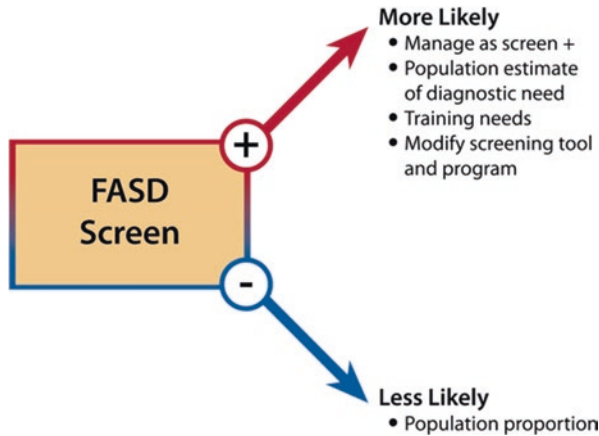 More Likely
• Manage as screen +
• Population estimate
of diagnostic need
• Training needs
• Modify screening tool
and program
+
FASD
Screen
-
Less Likely
• Population proportion